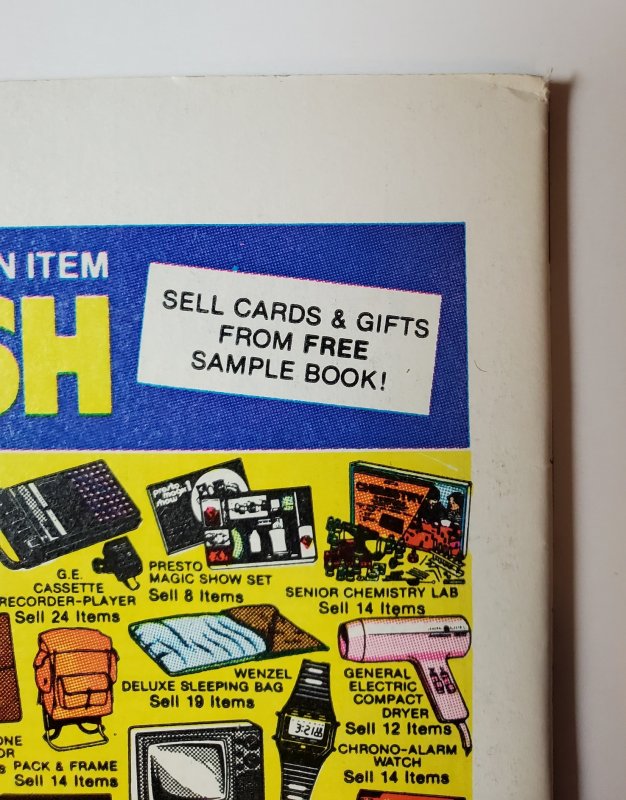 N ITEM
SH
SELL CARDS & GIFTS
FROM FREE
SAMPLE BOOK!
G.E.
CASSETTE
RECORDER-PLAYER
Sell 24 Items
PRESTO
MAGIC SHOW SET
Sell 8 Items
SENIOR CHEMISTRY LAB
Sell 14 Items
WENZEL
DELUXE SLEEPING BAG
Sell 19 Items
GENERAL
ELECTRIC
COMPACT
DRYER
Sell 12 Items
ONE
OR
s
PACK & FRAME
Sell 14 Items
CHRONO-ALARM
WATCH
Sell 14 Items